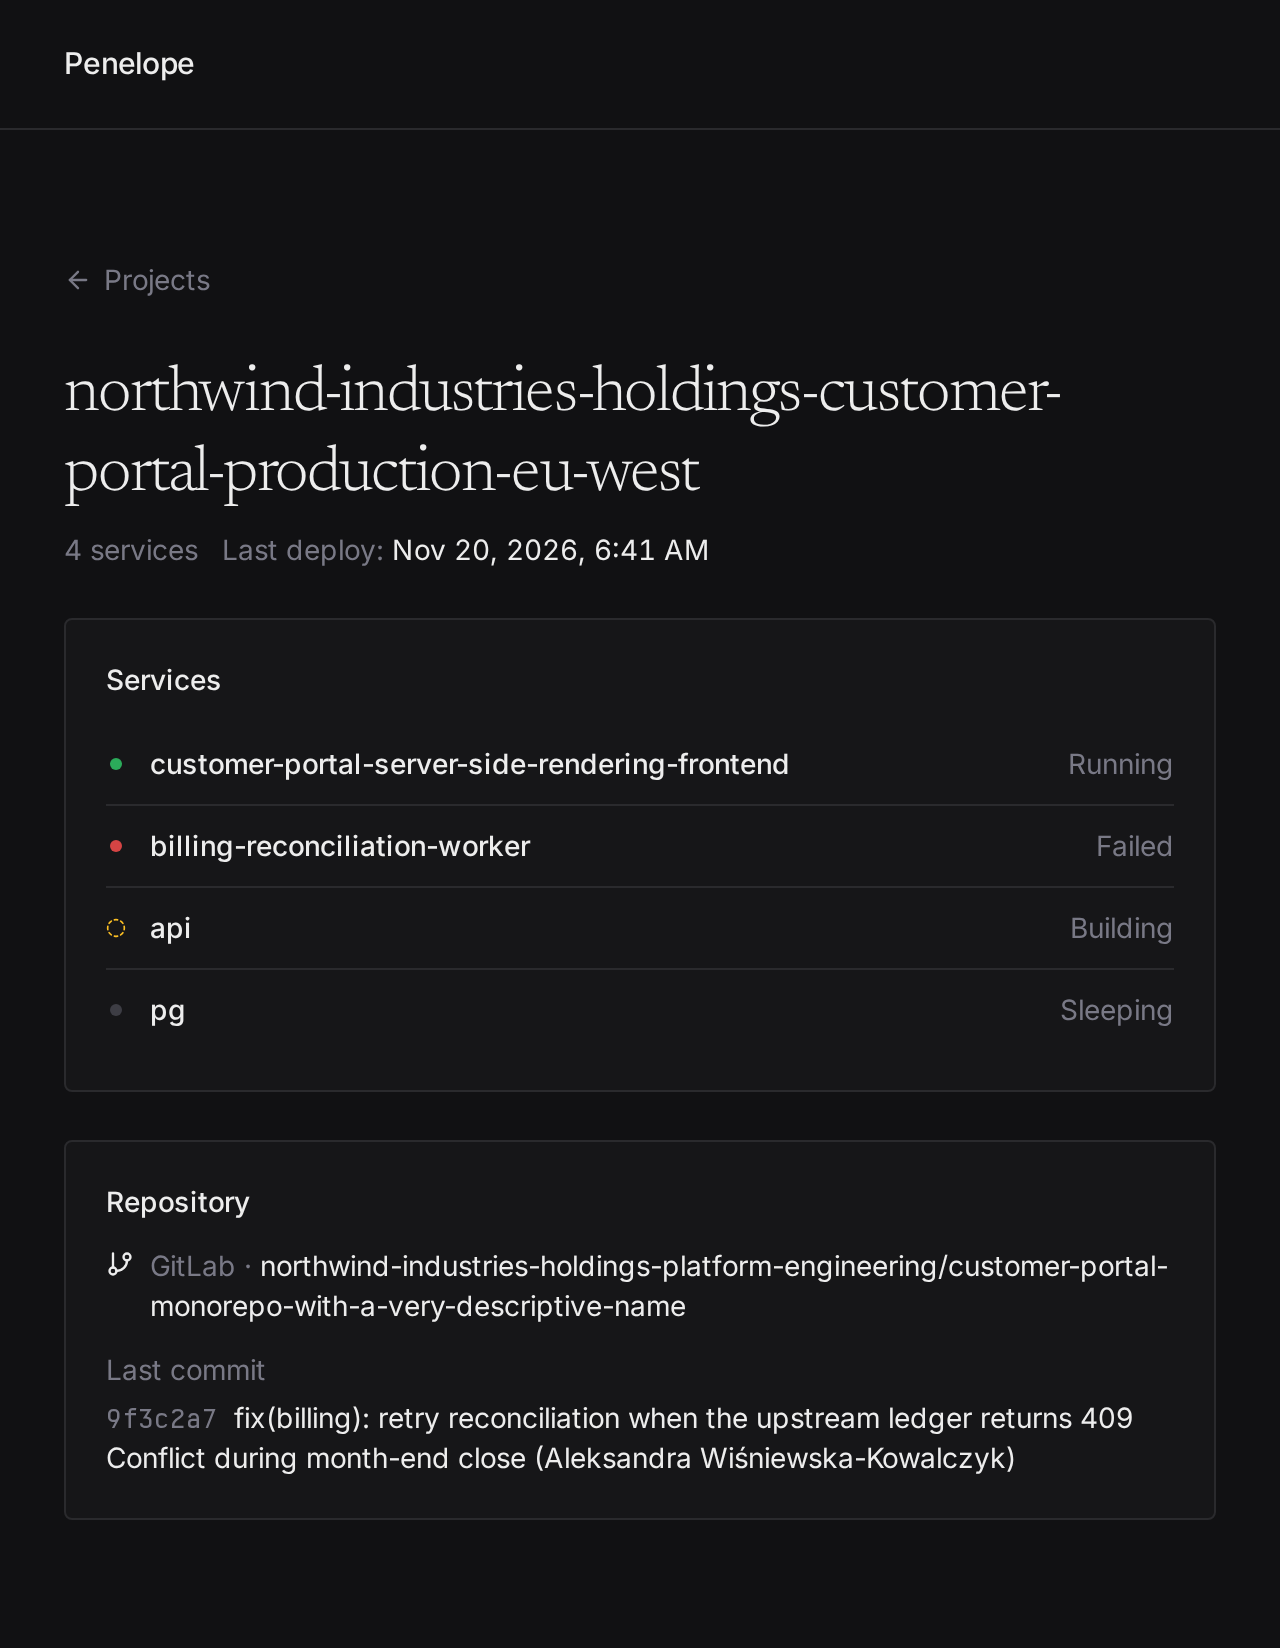 Penelope
Projects
northwind-industries-holdings-customer-
portal-production-eu-west
4 services Last deploy: Nov 20, 2026, 6:41 AM
Services
customer-portal-server-side-rendering-frontend Running
billing-reconciliation-worker Failed
api Building
pg Sleeping
Repository
GitLab · northwind-industries-holdings-platform-engineering/customer-portal-
monorepo-with-a-very-descriptive-name
Last commit
9f3c2a7 fix(billing): retry reconciliation when the upstream ledger returns 409
Conflict during month-end close (Aleksandra Wiśniewska-Kowalczyk)